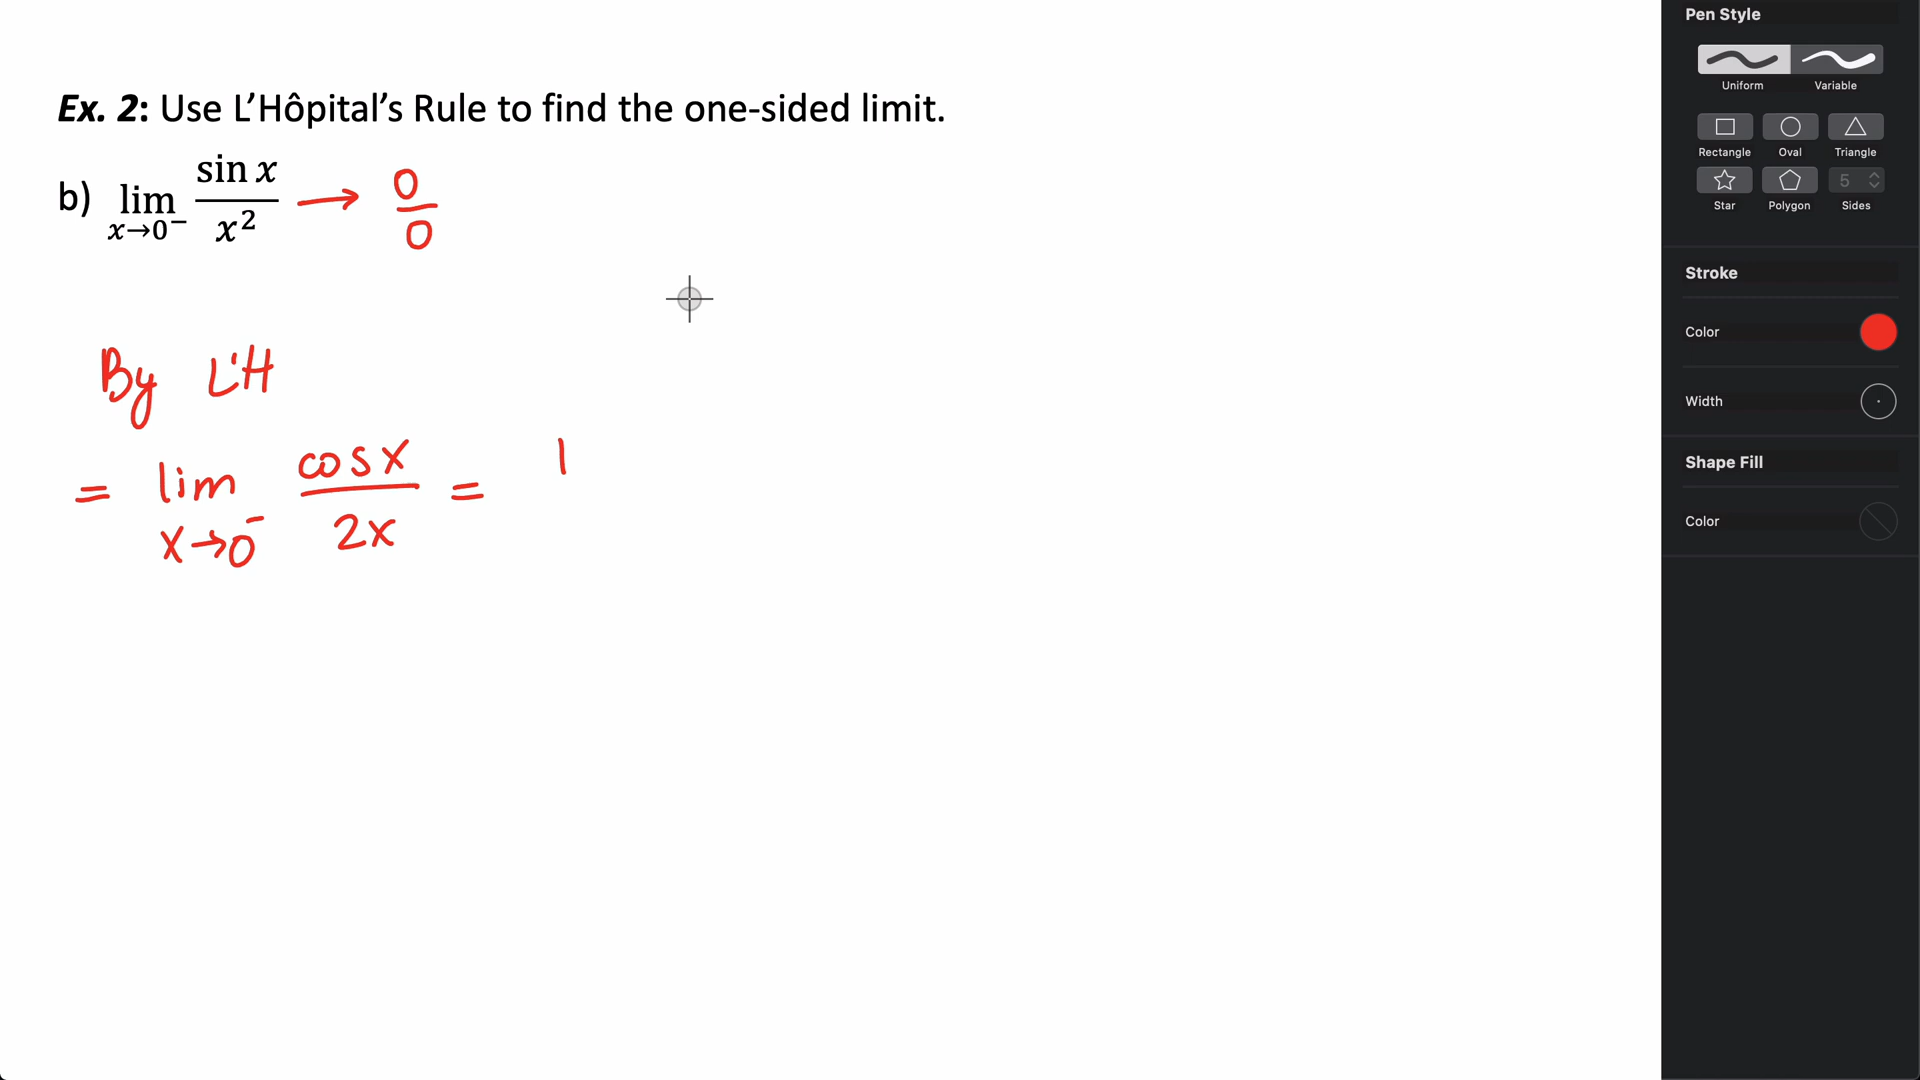 Ex. 2: Use L’Hôpital’s Rule to find the one-sided limit.
b) lim x→0⁻ sin x / x² → 0/0
By L'H
= lim x→0⁻ cos x / 2x = 1
Pen Style
Uniform Variable
Rectangle Oval Triangle
5
Star Polygon Sides
Stroke
Color
Width
Shape Fill
Color